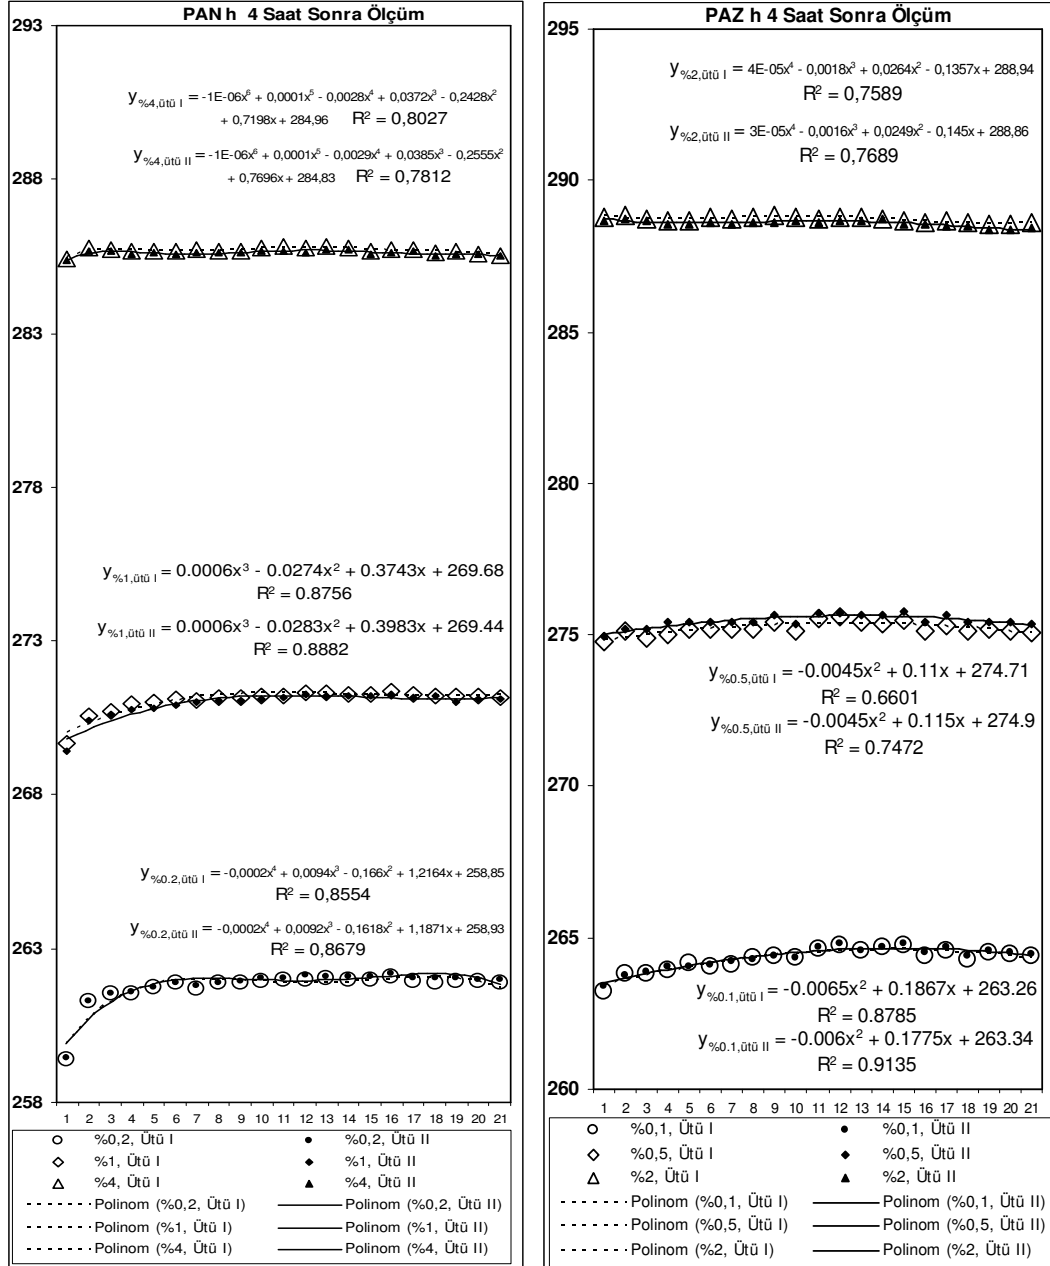 PAN h 4 Saat Sonra Ölçüm
293
288
283
278
273
268
263
258
y%4,ütü I = -1E-06x⁶ + 0,0001x⁵ - 0,0028x⁴ + 0,0372x³ - 0,2428x²
+ 0,7198x + 284,96 R² = 0,8027
y%4,ütü II = -1E-06x⁶ + 0,0001x⁵ - 0,0029x⁴ + 0,0385x³ - 0,2555x²
+ 0,7696x + 284,83 R² = 0,7812
y%1,ütü I = 0.0006x³ - 0.0274x² + 0.3743x + 269.68
R² = 0.8756
y%1,ütü II = 0.0006x³ - 0.0283x² + 0.3983x + 269.44
R² = 0.8882
y%0.2,ütü I = -0,0002x⁴ + 0,0094x³ - 0,166x² + 1,2164x + 258,85
R² = 0,8554
y%0.2,ütü II = -0,0002x⁴ + 0,0092x³ - 0,1618x² + 1,1871x + 258,93
R² = 0,8679
1 2 3 4 5 6 7 8 9 10 11 12 13 14 15 16 17 18 19 20 21
%0,2, Ütü I %0,2, Ütü II
%1, Ütü I %1, Ütü II
%4, Ütü I %4, Ütü II
Polinom (%0,2, Ütü I) Polinom (%0,2, Ütü II)
Polinom (%1, Ütü I) Polinom (%1, Ütü II)
Polinom (%4, Ütü I) Polinom (%4, Ütü II)
PAZ h 4 Saat Sonra Ölçüm
295
290
285
280
275
270
265
260
y%2,ütü I = 4E-05x⁴ - 0,0018x³ + 0,0264x² - 0,1357x + 288,94
R² = 0,7589
y%2,ütü II = 3E-05x⁴ - 0,0016x³ + 0,0249x² - 0,145x + 288,86
R² = 0,7689
y%0.5,ütü I = -0.0045x² + 0.11x + 274.71
R² = 0.6601
y%0.5,ütü II = -0.0045x² + 0.115x + 274.9
R² = 0.7472
y%0.1,ütü I = -0.0065x² + 0.1867x + 263.26
R² = 0.8785
y%0.1,ütü II = -0.006x² + 0.1775x + 263.34
R² = 0.9135
1 2 3 4 5 6 7 8 9 10 11 12 13 14 15 16 17 18 19 20 21
%0,1, Ütü I %0,1, Ütü II
%0,5, Ütü I %0,5, Ütü II
%2, Ütü I %2, Ütü II
Polinom (%0,1, Ütü I) Polinom (%0,1, Ütü II)
Polinom (%0,5, Ütü I) Polinom (%0,5, Ütü II)
Polinom (%2, Ütü I) Polinom (%2, Ütü II)